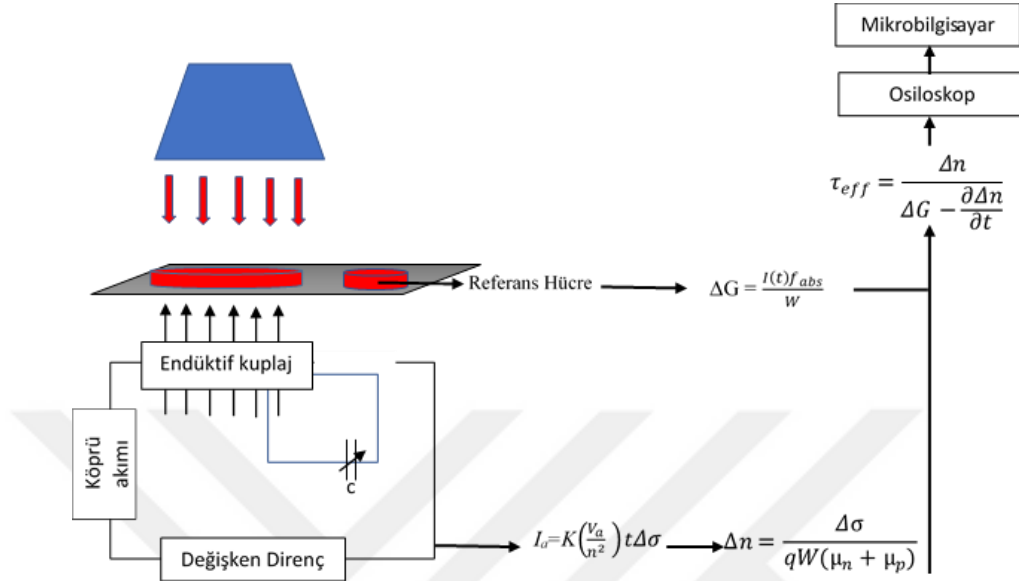 Mikrobilgisayar
Osiloskop
τ_eff = Δn / (ΔG − ∂Δn/∂t)
Referans Hücre
ΔG = I(t)f_abs / W
Endüktif kuplaj
Köprü
akımı
c
Değişken Direnç
I_a=K(V_a/n²)tΔσ
Δn = Δσ / qW(μ_n + μ_p)